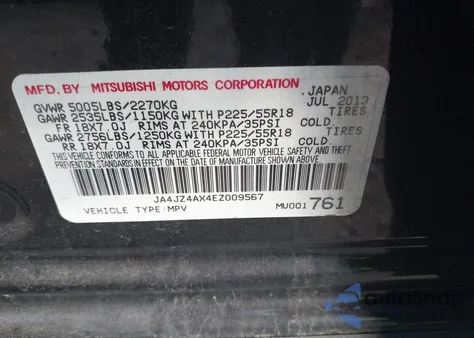 MFD. BY MITSUBISHI MOTORS CORPORATION JAPAN
GVWR 5005LBS/2270KG JUL 2013
GAWR 2535LBS/1150KG WITH P225/55R18 TIRES
FR 18X7.0J RIMS AT 240KPA/35PSI COLD.
GAWR 2756LBS/1250KG WITH P225/55R18 TIRES
RR 18X7.0J RIMS AT 240KPA/35PSI COLD.
THIS VEHICLE CONFORMS TO ALL APPLICABLE FEDERAL MOTOR VEHICLE SAFETY, BUMPER AND THEFT
PREVENTION STANDARDS IN EFFECT ON THE DATE OF MANUFACTURE SHOWN ABOVE.
JA4JZ4AX4EZ009567
VEHICLE TYPE:MPV MU001761
autosnap